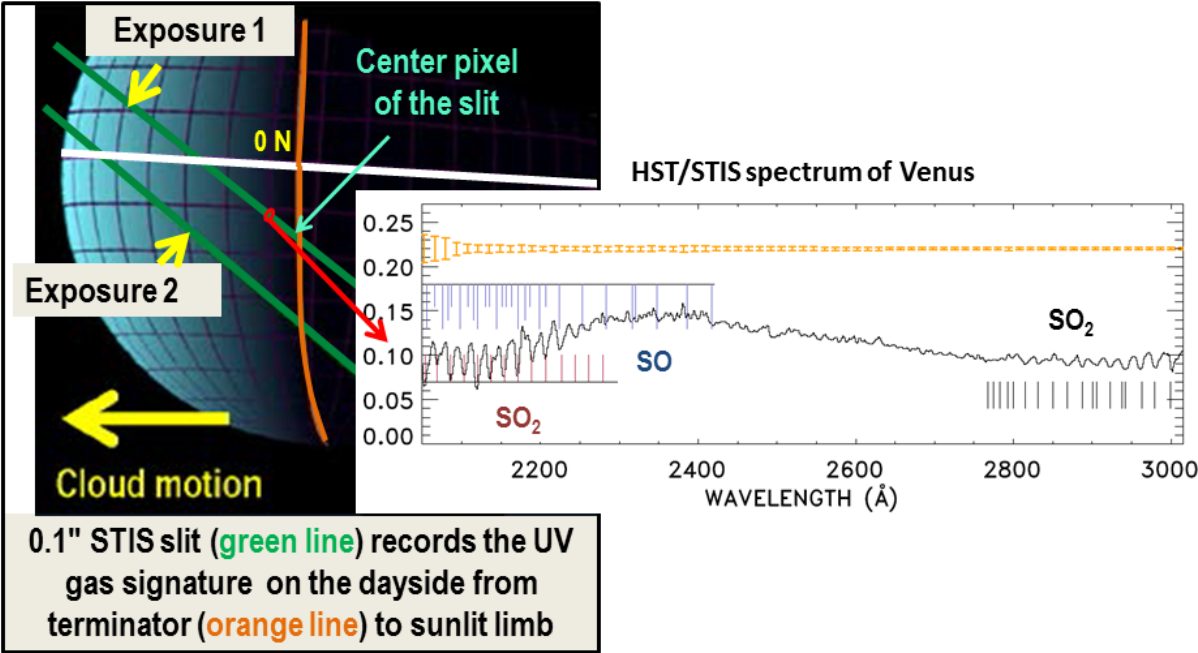 Exposure 1
Center pixel
of the slit
0 N
0
Exposure 2
Cloud motion
0.1" STIS slit (green line) records the UV
gas signature on the dayside from
terminator (orange line) to sunlit limb
HST/STIS spectrum of Venus
0.25
0.20
0.15
0.10
0.05
0.00
SO₂
SO
SO₂
2200
2400
2600
2800
3000
WAVELENGTH (Å)